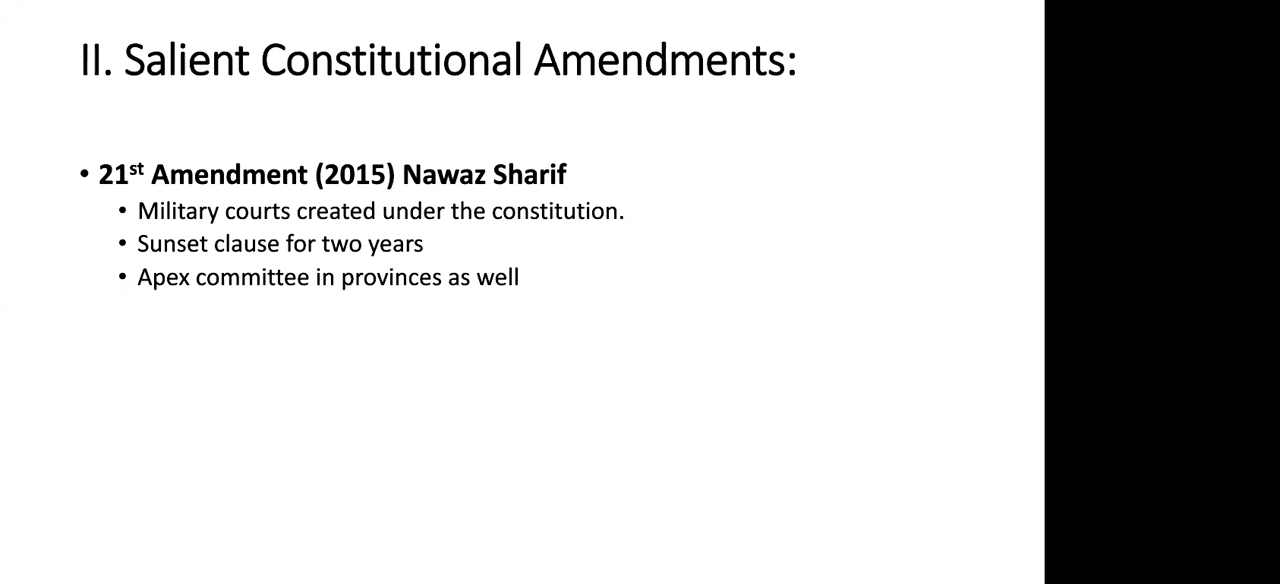 II. Salient Constitutional Amendments:
• 21st Amendment (2015) Nawaz Sharif
• Military courts created under the constitution.
• Sunset clause for two years
• Apex committee in provinces as well